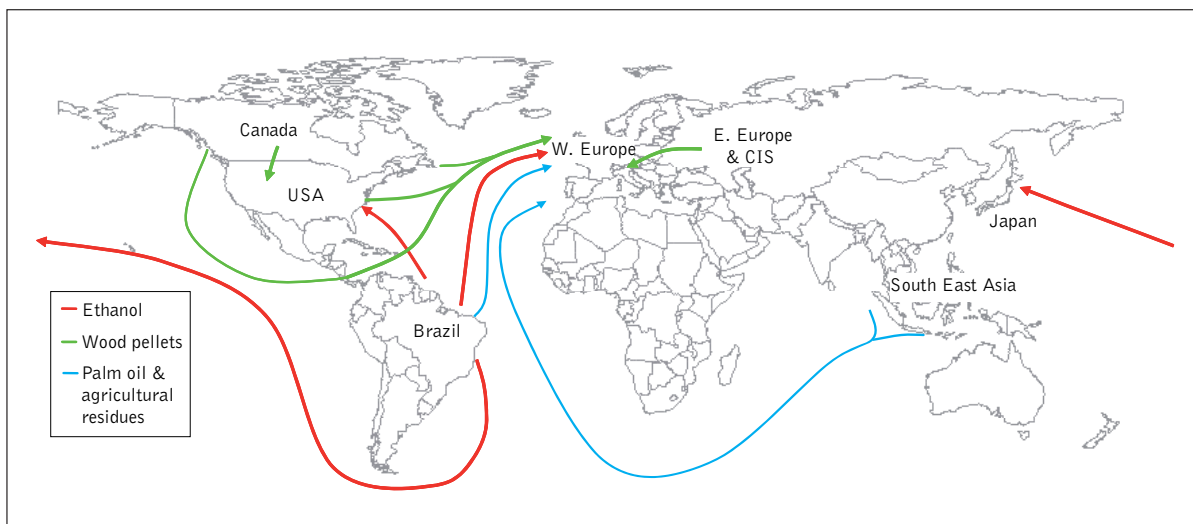 Canada
USA
W. Europe
E. Europe
& CIS
Japan
South East Asia
Brazil
Ethanol
Wood pellets
Palm oil &
agricultural
residues